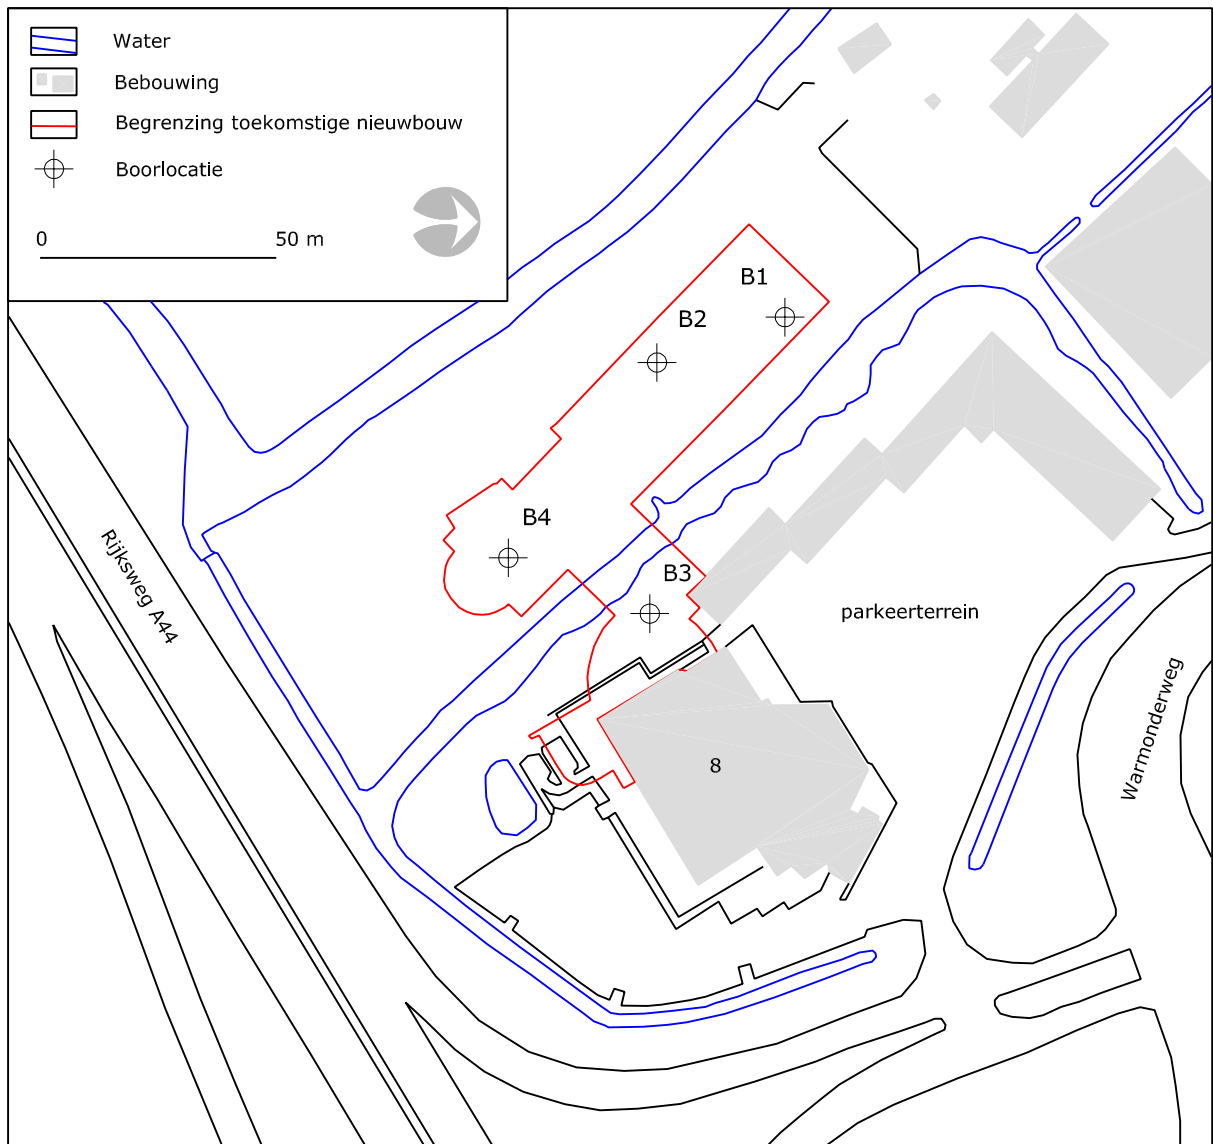 Water
Bebouwing
Begrenzing toekomstige nieuwbouw
Boorlocatie
0 50 m
B1
B2
B4
B3
Rijksweg A44
parkeerterrein
Warmonderweg
8